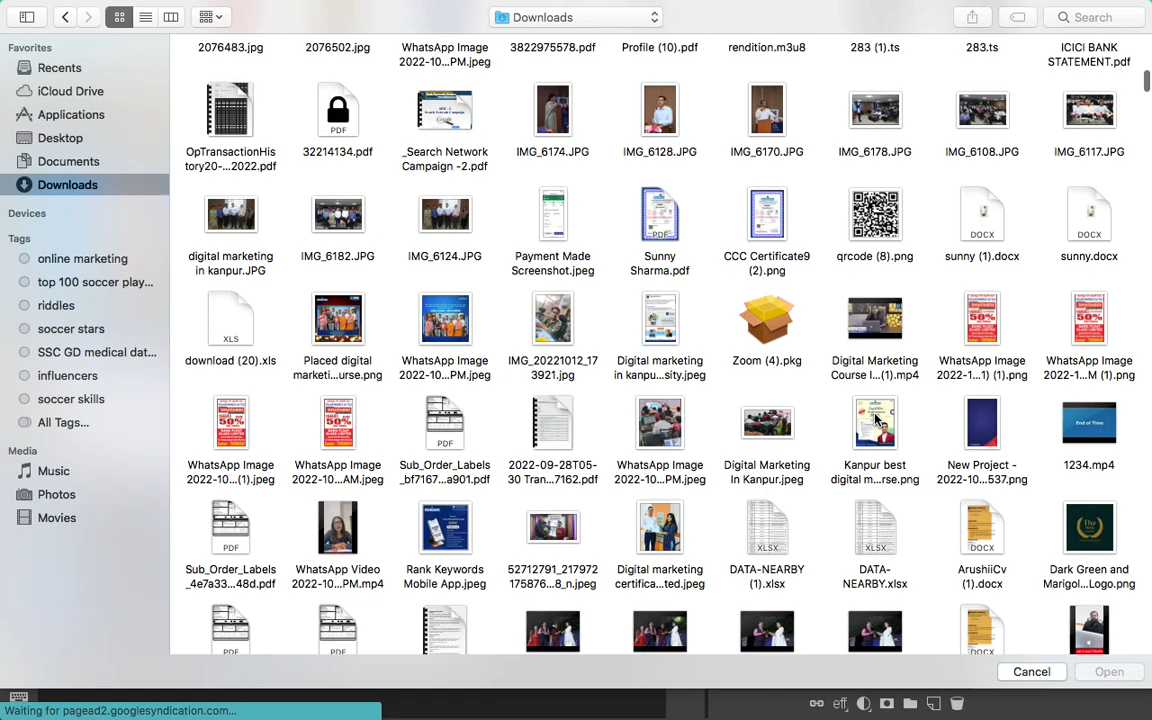 Downloads
Search
Favorites
Recents
iCloud Drive
Applications
Desktop
Documents
Downloads
Devices
Tags
online marketing
top 100 soccer play...
riddles
soccer stars
SSC GD medical dat...
influencers
soccer skills
All Tags...
Media
Music
Photos
Movies
2076483.jpg
2076502.jpg
WhatsApp Image
2022-10...PM.jpeg
3822975578.pdf
Profile (10).pdf
rendition.m3u8
283 (1).ts
283.ts
ICICI BANK
STATEMENT.pdf
OpTransactionHis
tory20-...2022.pdf
PDF
32214134.pdf
_Search Network
Campaign -2.pdf
IMG_6174.JPG
IMG_6128.JPG
IMG_6170.JPG
IMG_6178.JPG
IMG_6108.JPG
IMG_6117.JPG
digital marketing
in kanpur.JPG
IMG_6182.JPG
IMG_6124.JPG
Payment Made
Screenshot.jpeg
PDF
Sunny
Sharma.pdf
CCC Certificate9
(2).png
qrcode (8).png
DOCX
sunny (1).docx
DOCX
sunny.docx
XLS
download (20).xls
Placed digital
marketi...urse.png
WhatsApp Image
2022-10...PM.jpeg
IMG_20221012_17
3921.jpg
Digital marketing
in kanpu...sity.jpeg
Zoom (4).pkg
Digital Marketing
Course I...(1).mp4
50%
WhatsApp Image
2022-1...1) (1).png
50%
WhatsApp Image
2022-1...M (1).png
50%
WhatsApp Image
2022-10...(1).jpeg
50%
WhatsApp Image
2022-10...AM.jpeg
PDF
Sub_Order_Labels
_bf7167...a901.pdf
2022-09-28T05-
30 Tran...7162.pdf
WhatsApp Image
2022-10...PM.jpeg
Digital Marketing
In Kanpur.jpeg
Kanpur best
digital m...rse.png
New Project -
2022-10...537.png
End of Time
1234.mp4
PDF
Sub_Order_Labels
_4e7a33...48d.pdf
WhatsApp Video
2022-10...PM.mp4
Rank Keywords
Mobile App.jpeg
52712791_217972
175876...8_n.jpeg
Digital marketing
certifica...ted.jpeg
XLSX
DATA-NEARBY
(1).xlsx
XLSX
DATA-
NEARBY.xlsx
DOCX
ArushiiCv
(1).docx
The
Dark Green and
Marigol...Logo.png
PDF
PDF
DOCX
Cancel
Open
Waiting for pagead2.googlesyndication.com...